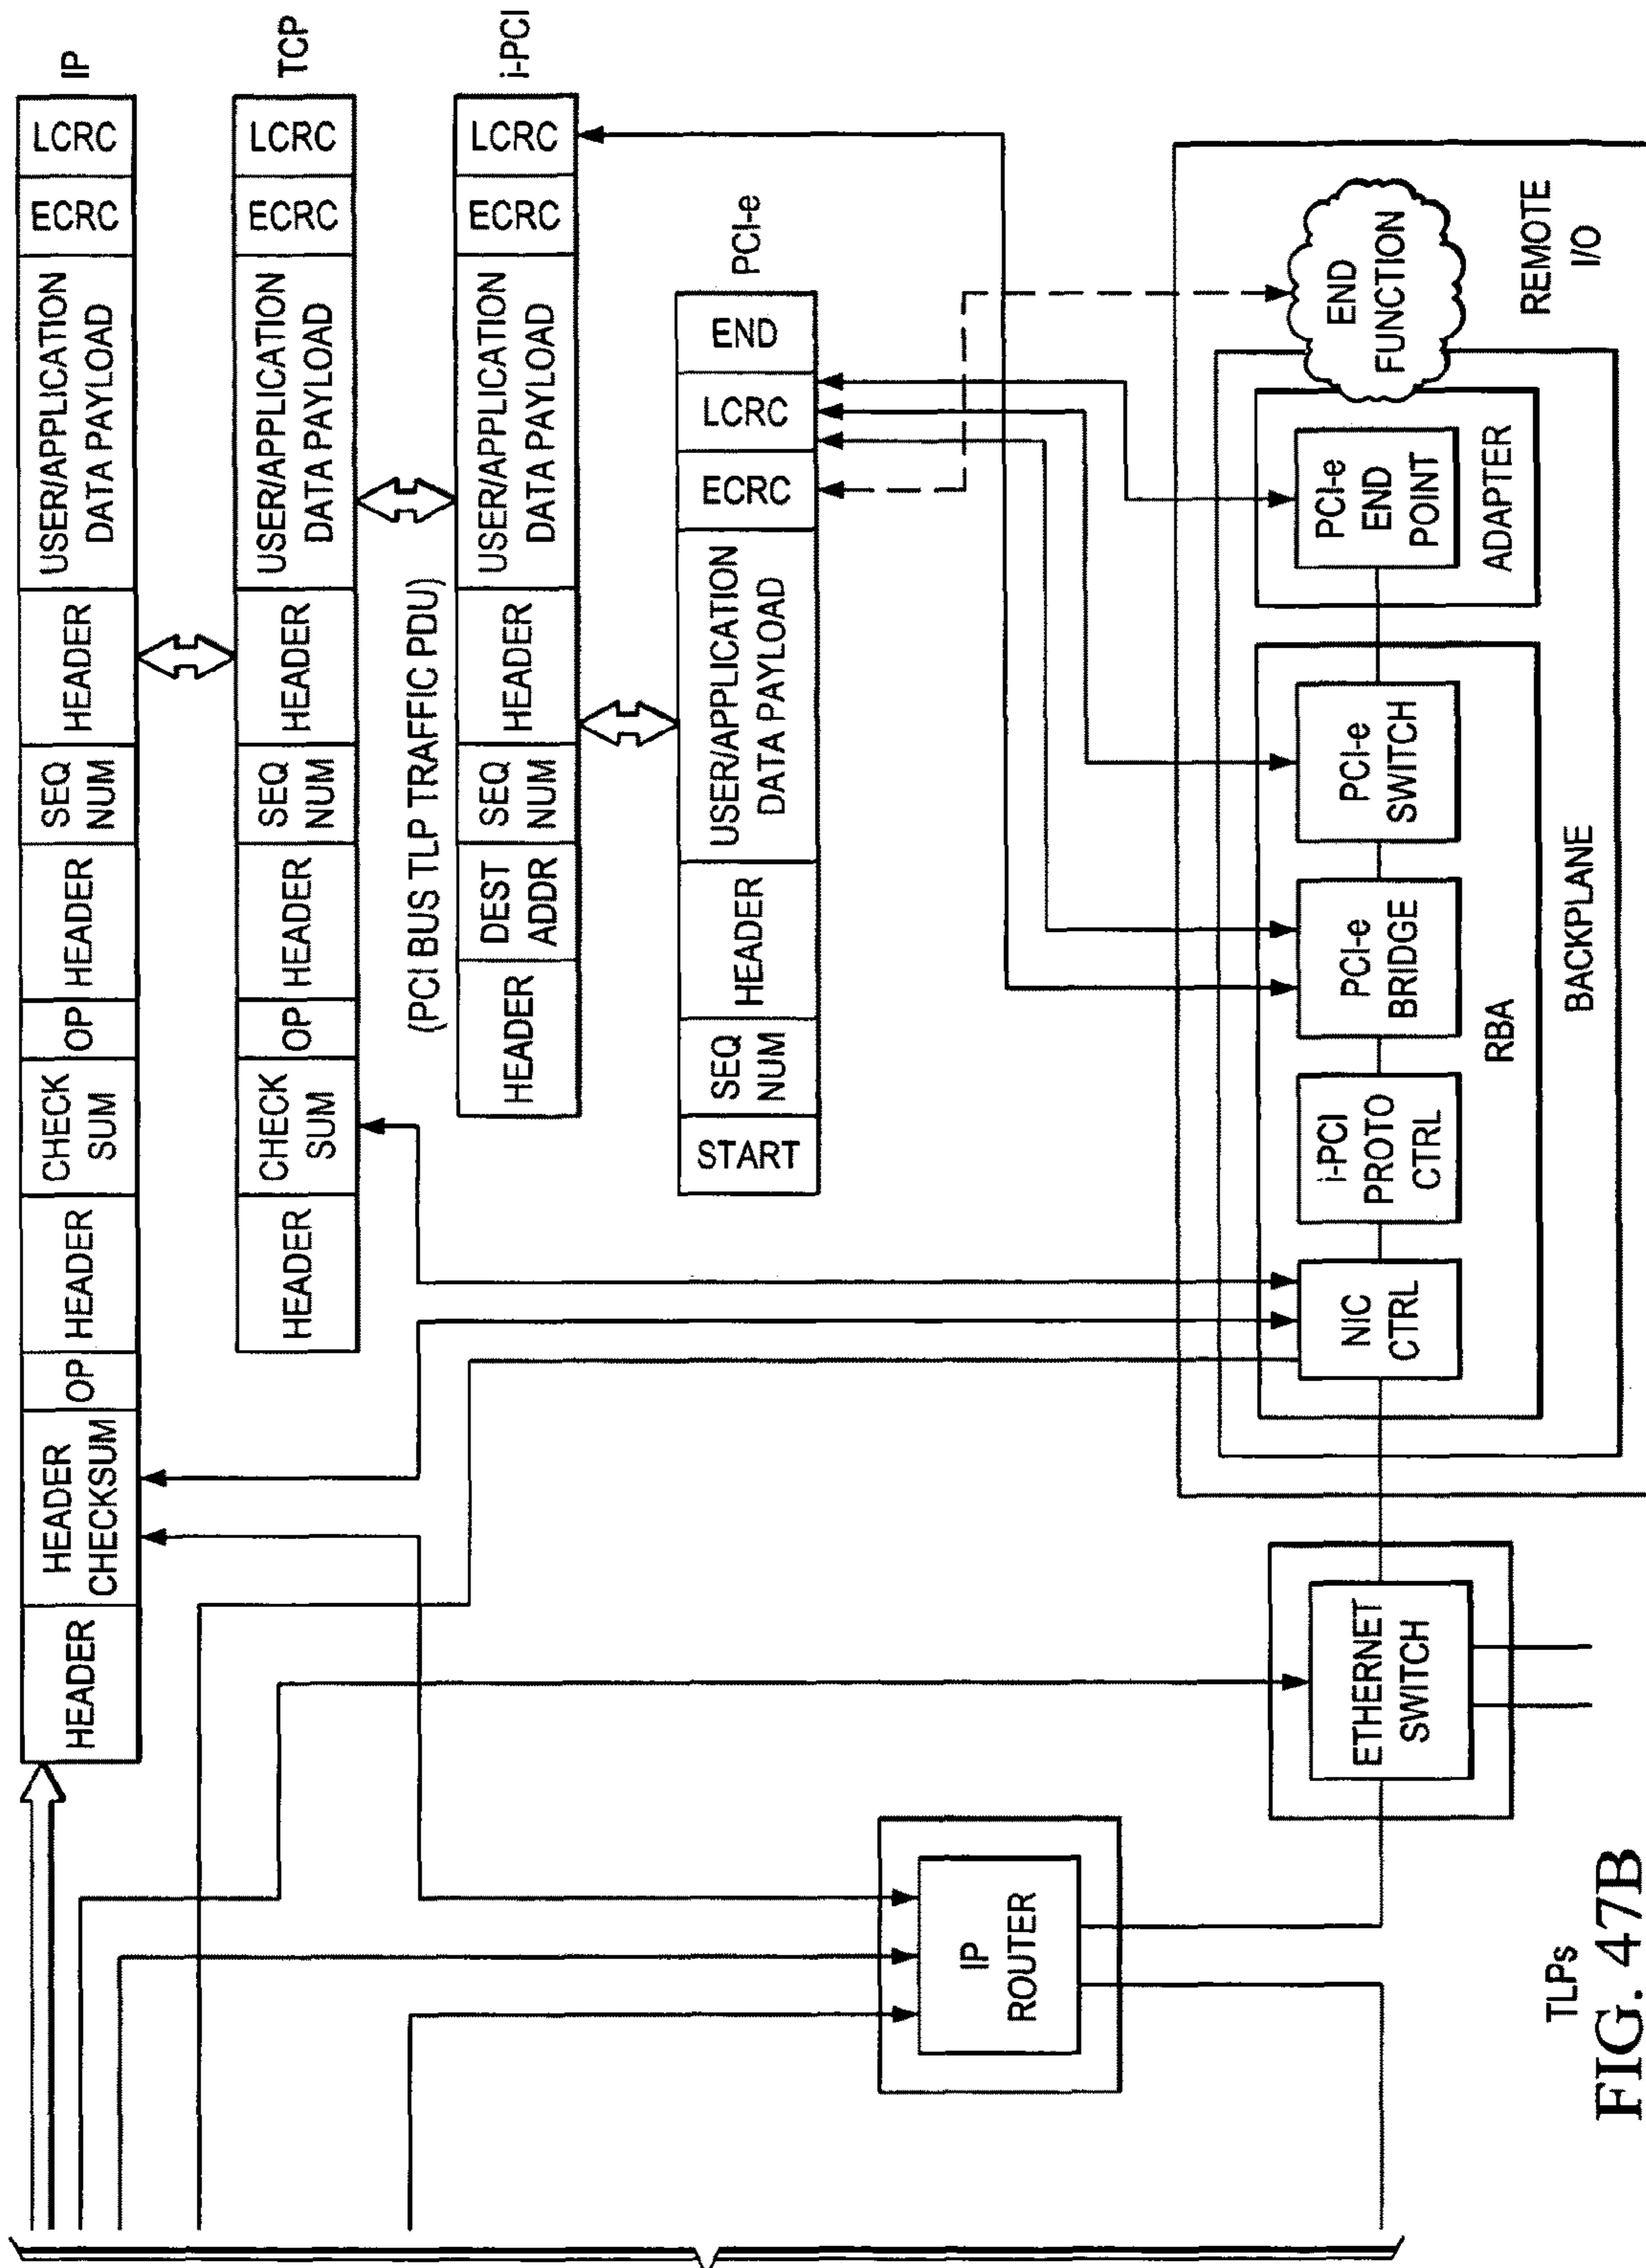 HEADER
HEADER
CHECKSUM
OP
HEADER
CHECK
SUM
OP
HEADER
SEQ
NUM
HEADER
USER/APPLICATION
DATA PAYLOAD
ECRC
LCRC
IP
HEADER
CHECK
SUM
OP
HEADER
SEQ
NUM
HEADER
USER/APPLICATION
DATA PAYLOAD
ECRC
LCRC
TCP
(PCI BUS TLP TRAFFIC PDU)
HEADER
DEST
ADDR
SEQ
NUM
HEADER
USER/APPLICATION
DATA PAYLOAD
ECRC
LCRC
i-PCI
START
SEQ
NUM
HEADER
USER/APPLICATION
DATA PAYLOAD
ECRC
LCRC
END
PCI-e
IP
ROUTER
ETHERNET
SWITCH
NIC
CTRL
i-PCI
PROTO
CTRL
PCI-e
BRIDGE
PCI-e
SWITCH
RBA
PCI-e
END
POINT
ADAPTER
END
FUNCTION
BACKPLANE
REMOTE
I/O
TLPs
FIG. 47B